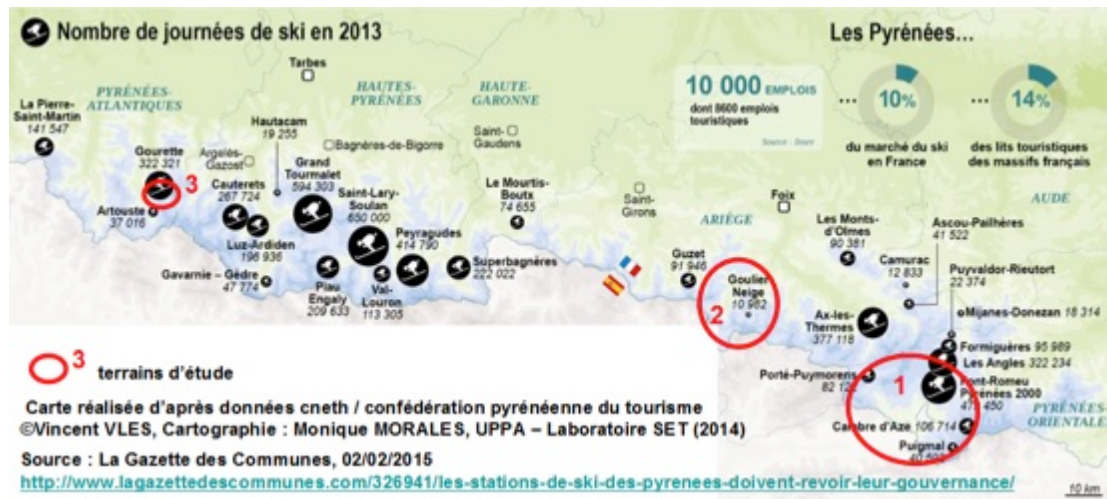 Nombre de journées de ski en 2013
Les Pyrénées...
Tarbes
PYRÉNÉES-
ATLANTIQUES
HAUTES-
PYRÉNÉES
HAUTE-
GARONNE
10 000 EMPLOIS
dont 8600 emplois
touristiques
Source : Insee
... 10%
du marché du ski
en France
... 14%
des lits touristiques
des massifs français
La Pierre-
Saint-Martin
141 547
Hautacam
19 255
Gourette
322 321
3
Argelès-
Gazost
Bagnères-de-Bigorre
Saint-
Gaudens
Cauterets
267 724
Grand
Tourmalet
594 303
Saint-Lary-
Soulan
650 000
Le Mourtis-
Boutx
74 655
Saint-
Girons
ARIÈGE
Foix
AUDE
Artouste
37 016
Luz-Ardiden
196 936
Peyragudes
414 790
Superbagnères
222 022
Gavarnie – Gèdre
47 774
Piau
Engaly
209 633
Val-
Louron
113 305
Guzet
91 946
Goulier
Neige
10 962
2
Les Monts-
d'Olmes
90 381
Ascou-Pailhères
41 522
Camurac
12 833
Puyvaldor-Rieutort
22 374
Mijanes-Donezan 18 314
Ax-les-
Thermes
377 118
Formiguères 95 989
Les Angles 322 234
Porté-Puymorens
1
Pyrénées 2000
Cambre d'Aze 106 714
Puigmal
PYRÉNÉES-
ORIENTALES
10 km
3 terrains d'étude
Carte réalisée d'après données cneth / confédération pyrénéenne du tourisme
©Vincent VLES, Cartographie : Monique MORALES, UPPA – Laboratoire SET (2014)
Source : La Gazette des Communes, 02/02/2015
http://www.lagazettedescommunes.com/326941/les-stations-de-ski-des-pyrenees-doivent-revoir-leur-gouvernance/